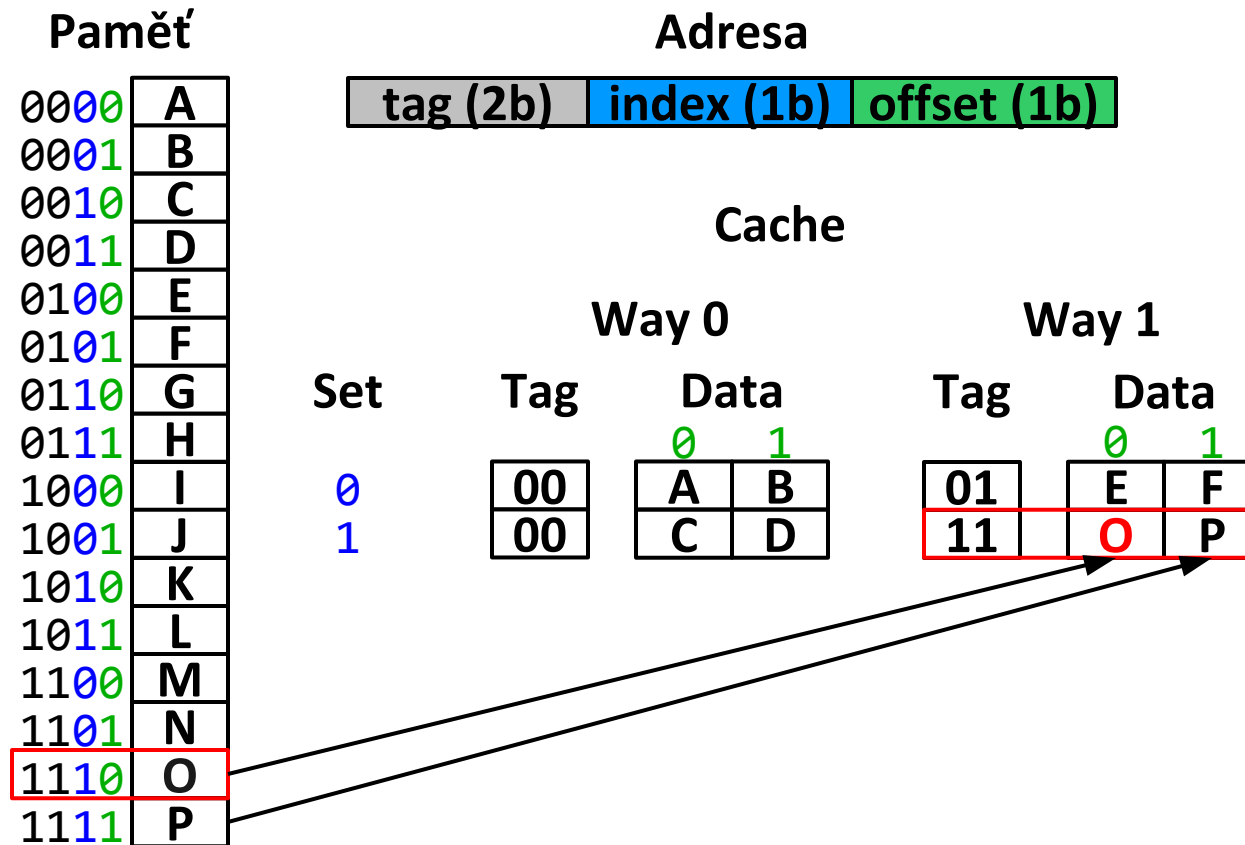 Paměť
Adresa
0000 A
tag (2b) index (1b) offset (1b)
0001 B
0010 C
Cache
0011 D
0100 E
Way 0 Way 1
0101 F
0110 G
Set Tag Data Tag Data
0111 H
0 1 0 1
1000 I
0 00 A B 01 E F
1001 J
1 00 C D 11 O P
1010 K
1011 L
1100 M
1101 N
1110 O
1111 P